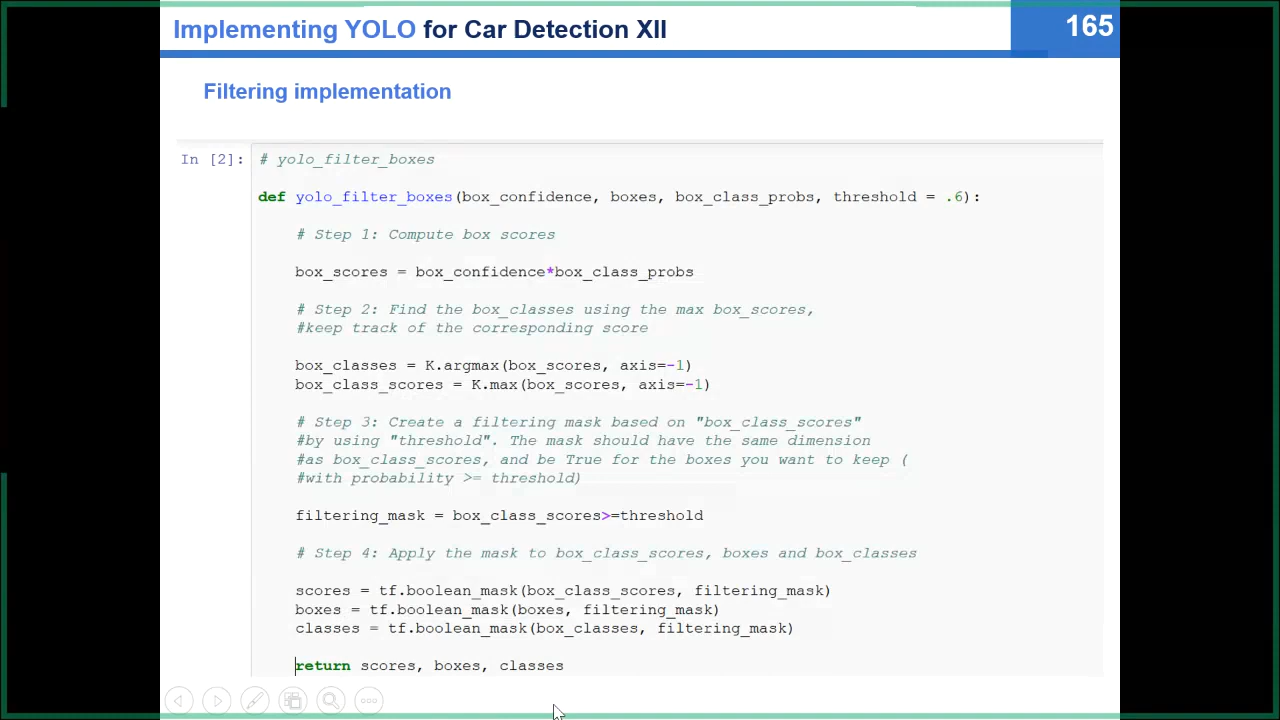 Implementing YOLO for Car Detection XII
165
Filtering implementation
In [2]:
# yolo_filter_boxes
def yolo_filter_boxes(box_confidence, boxes, box_class_probs, threshold = .6):
# Step 1: Compute box scores
box_scores = box_confidence*box_class_probs
# Step 2: Find the box_classes using the max box_scores,
#keep track of the corresponding score
box_classes = K.argmax(box_scores, axis=-1)
box_class_scores = K.max(box_scores, axis=-1)
# Step 3: Create a filtering mask based on "box_class_scores"
#by using "threshold". The mask should have the same dimension
#as box_class_scores, and be True for the boxes you want to keep (
#with probability >= threshold)
filtering_mask = box_class_scores>=threshold
# Step 4: Apply the mask to box_class_scores, boxes and box_classes
scores = tf.boolean_mask(box_class_scores, filtering_mask)
boxes = tf.boolean_mask(boxes, filtering_mask)
classes = tf.boolean_mask(box_classes, filtering_mask)
return scores, boxes, classes